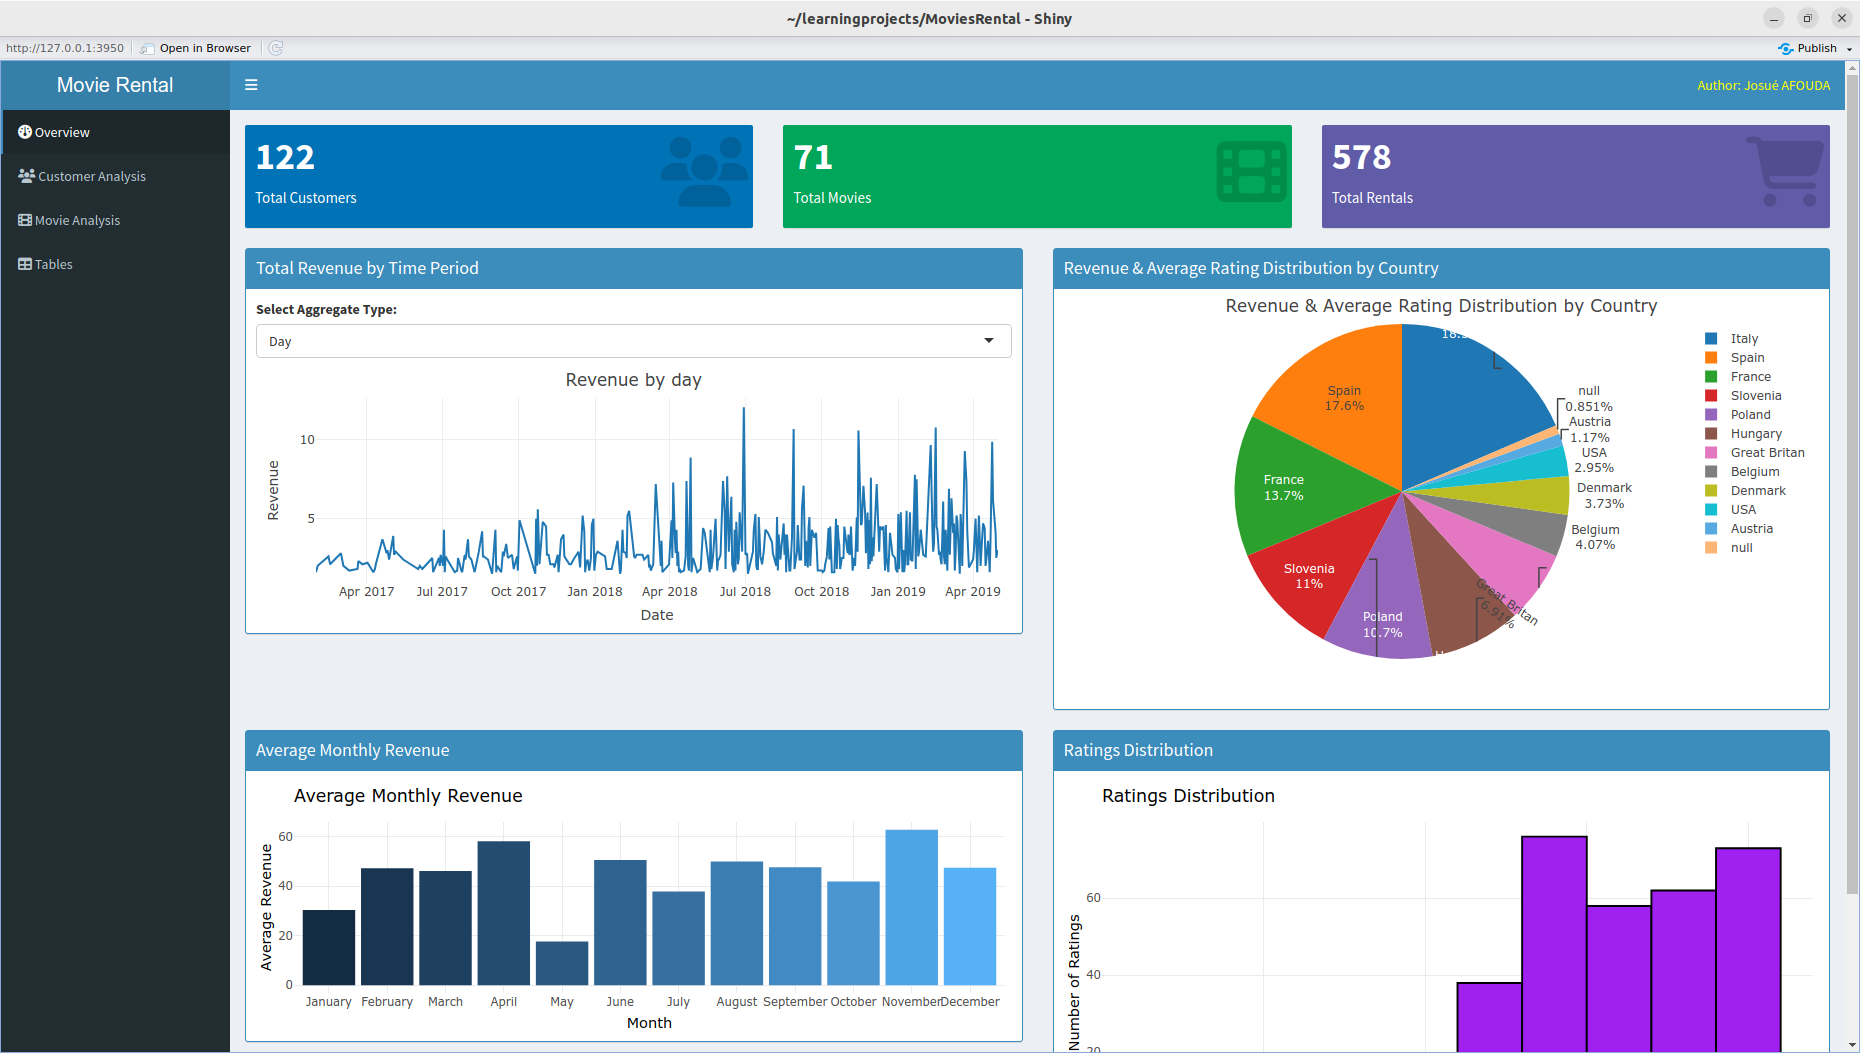 ~/learningprojects/MoviesRental - Shiny
http://127.0.0.1:3950 Open in Browser Publish
Movie Rental
Author: Josué AFOUDA
Overview
Customer Analysis
Movie Analysis
Tables
122
Total Customers
71
Total Movies
578
Total Rentals
Total Revenue by Time Period
Select Aggregate Type:
Day
Revenue by day
Revenue
10
5
Apr 2017 Jul 2017 Oct 2017 Jan 2018 Apr 2018 Jul 2018 Oct 2018 Jan 2019 Apr 2019
Date
Revenue & Average Rating Distribution by Country
Revenue & Average Rating Distribution by Country
Spain
17.6%
France
13.7%
Slovenia
11%
Poland
10.7%
Great Britan
6.91%
Belgium
4.07%
Denmark
3.73%
USA
2.95%
Austria
1.17%
null
0.851%
Italy
Spain
France
Slovenia
Poland
Hungary
Great Britan
Belgium
Denmark
USA
Austria
null
Average Monthly Revenue
Average Monthly Revenue
Average Revenue
60
40
20
0
January February March April May June July August September October November December
Month
Ratings Distribution
Ratings Distribution
Number of Ratings
60
40
20